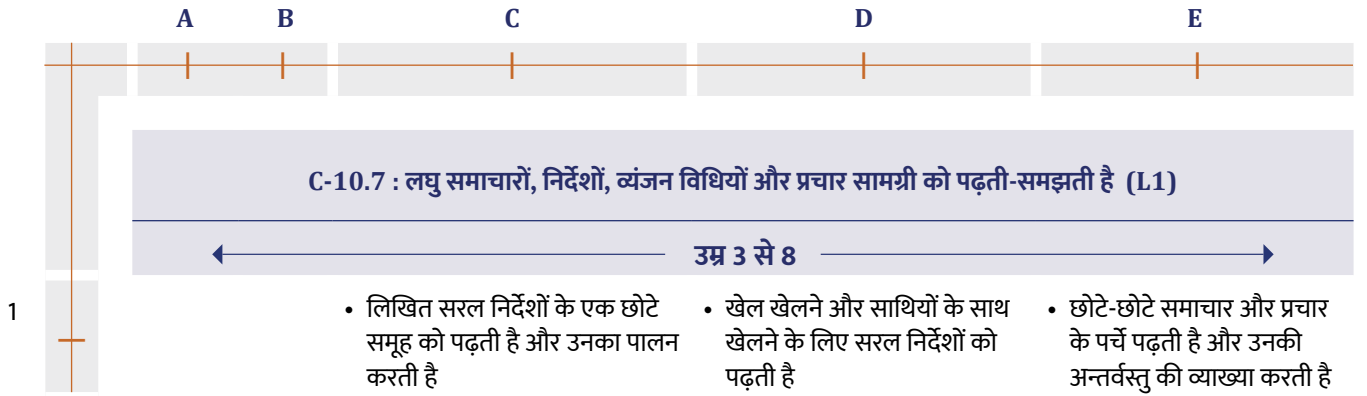 A B C D E
C-10.7 : लघु समाचारों, निर्देशों, व्यंजन विधियों और प्रचार सामग्री को पढ़ती-समझती है (L1)
उम्र 3 से 8
1
• लिखित सरल निर्देशों के एक छोटे
समूह को पढ़ती है और उनका पालन
करती है
• खेल खेलने और साथियों के साथ
खेलने के लिए सरल निर्देशों को
पढ़ती है
• छोटे-छोटे समाचार और प्रचार
के पर्चे पढ़ती है और उनकी
अन्तर्वस्तु की व्याख्या करती है